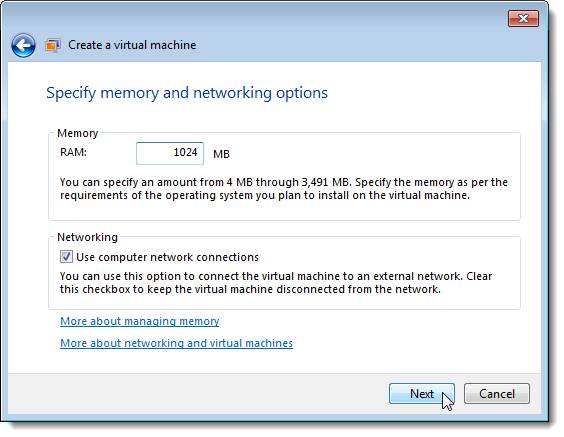 Create a virtual machine
Specify memory and networking options
Memory
RAM: 1024 MB
You can specify an amount from 4 MB through 3,491 MB. Specify the memory as per the
requirements of the operating system you plan to install on the virtual machine.
Networking
Use computer network connections
You can use this option to connect the virtual machine to an external network. Clear
this checkbox to keep the virtual machine disconnected from the network.
More about managing memory
More about networking and virtual machines
Next Cancel